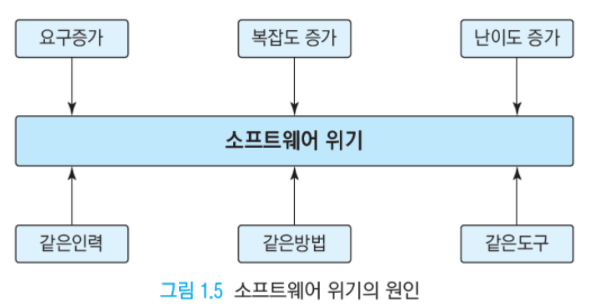 요구증가
복잡도 증가
난이도 증가
소프트웨어 위기
같은인력
같은방법
같은도구
그림 1.5 소프트웨어 위기의 원인